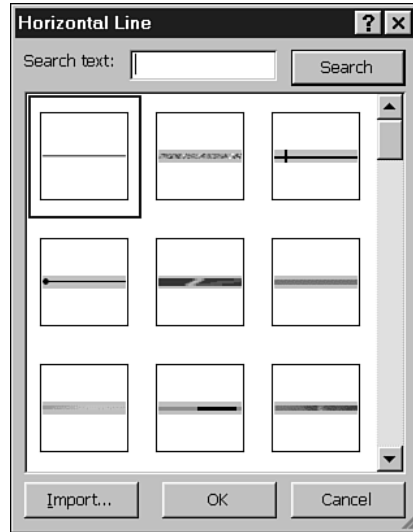 Horizontal Line ? ×
Search text: Search
Import... OK Cancel